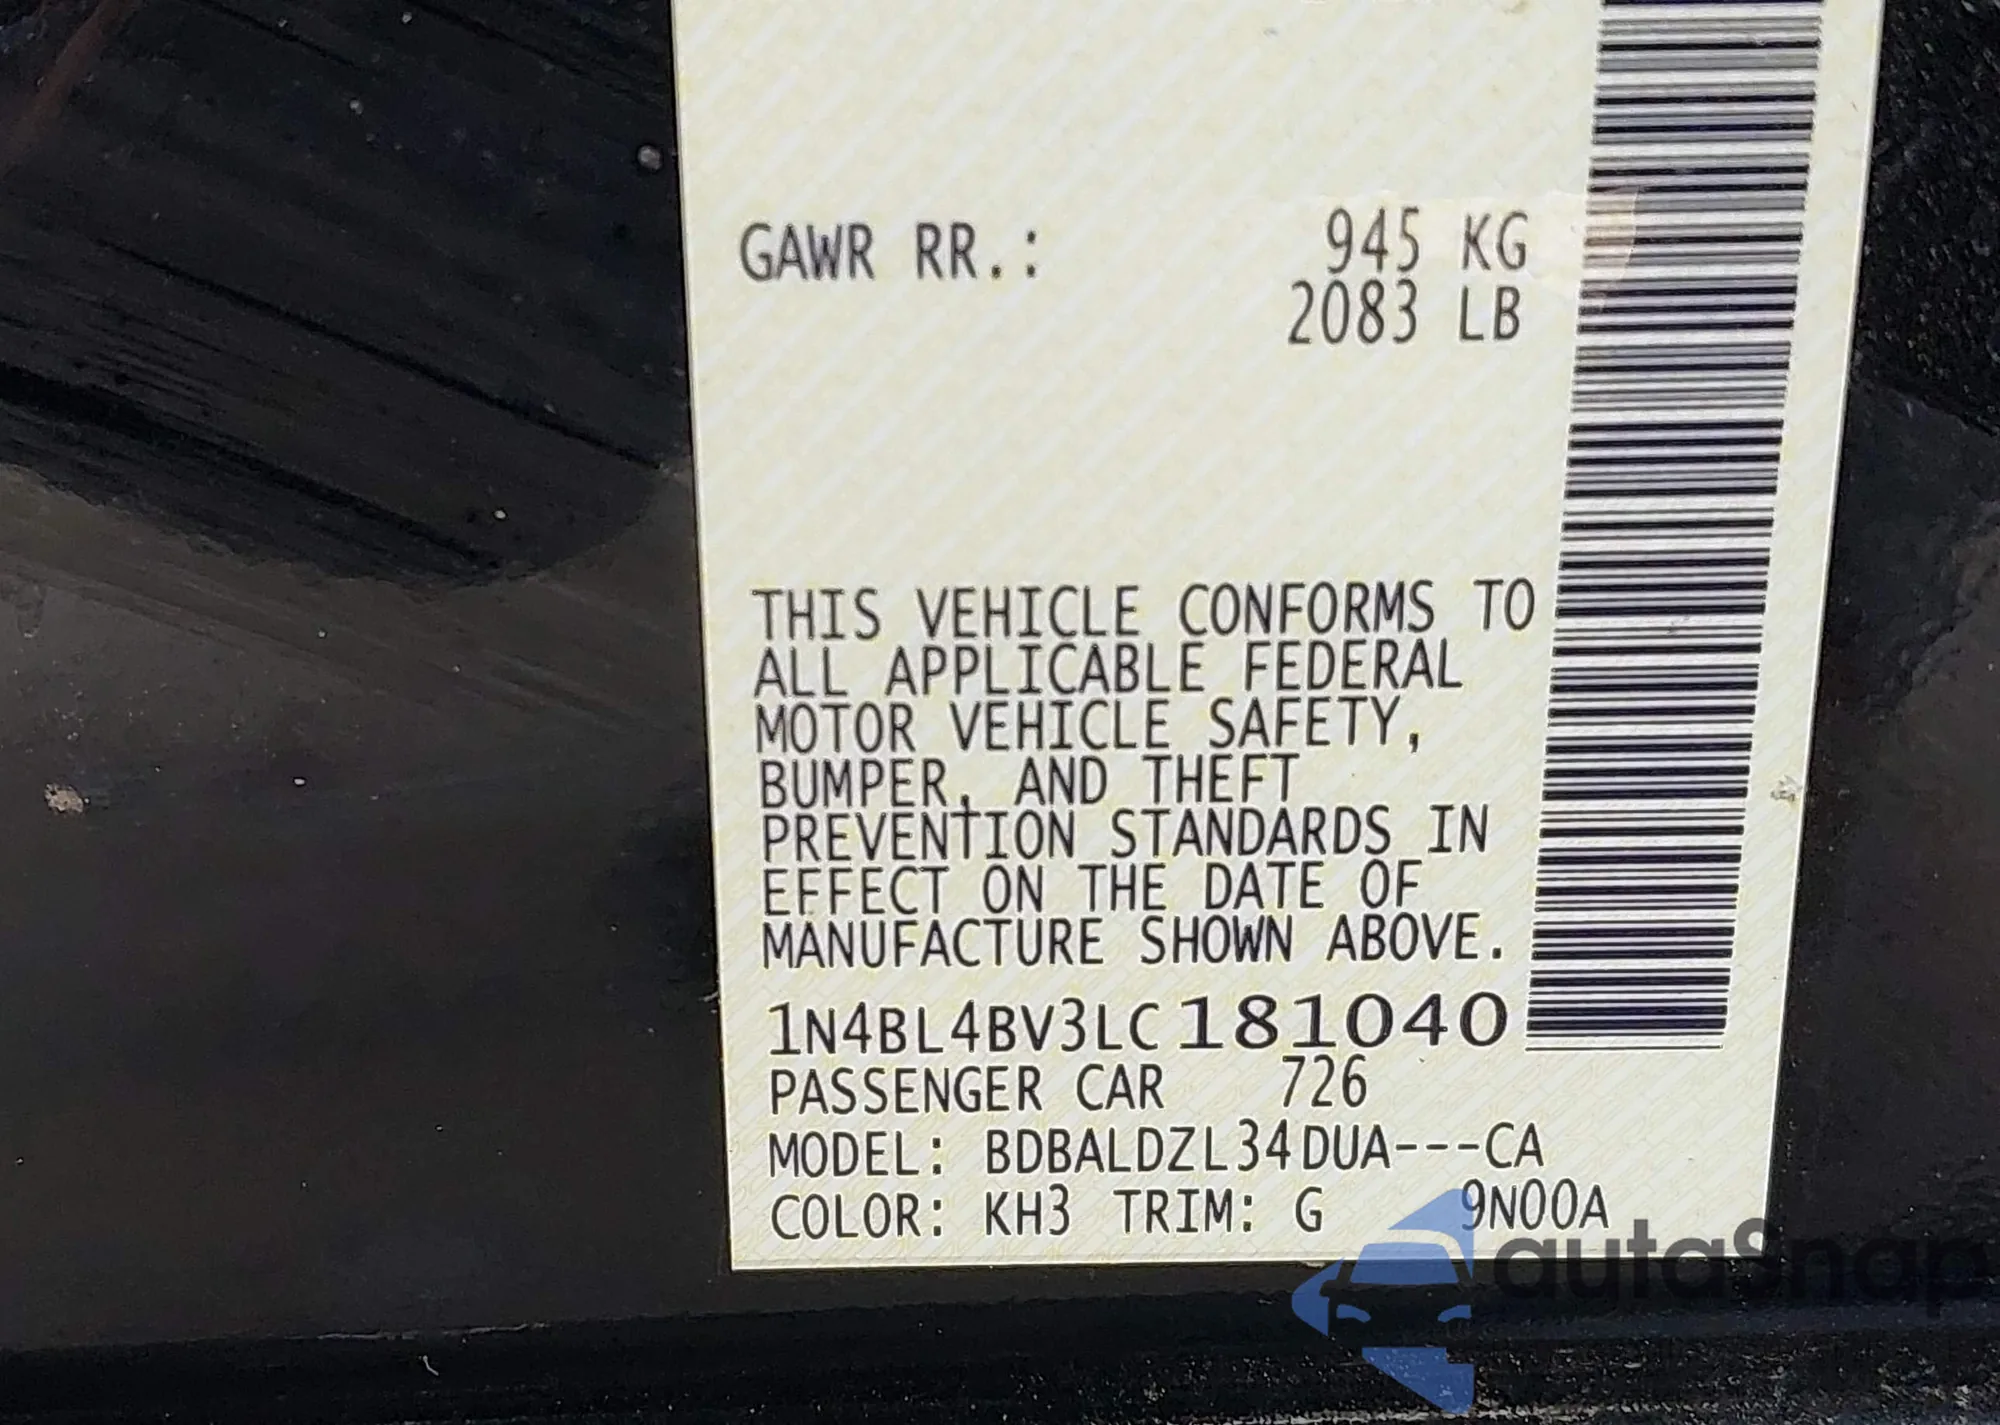 GAWR RR.: 945 KG
2083 LB
THIS VEHICLE CONFORMS TO
ALL APPLICABLE FEDERAL
MOTOR VEHICLE SAFETY,
BUMPER, AND THEFT
PREVENTION STANDARDS IN
EFFECT ON THE DATE OF
MANUFACTURE SHOWN ABOVE.
1N4BL4BV3LC181040
PASSENGER CAR 726
MODEL: BDBALDZL34DUA---CA
COLOR: KH3 TRIM: G 9N00A
autoSnap